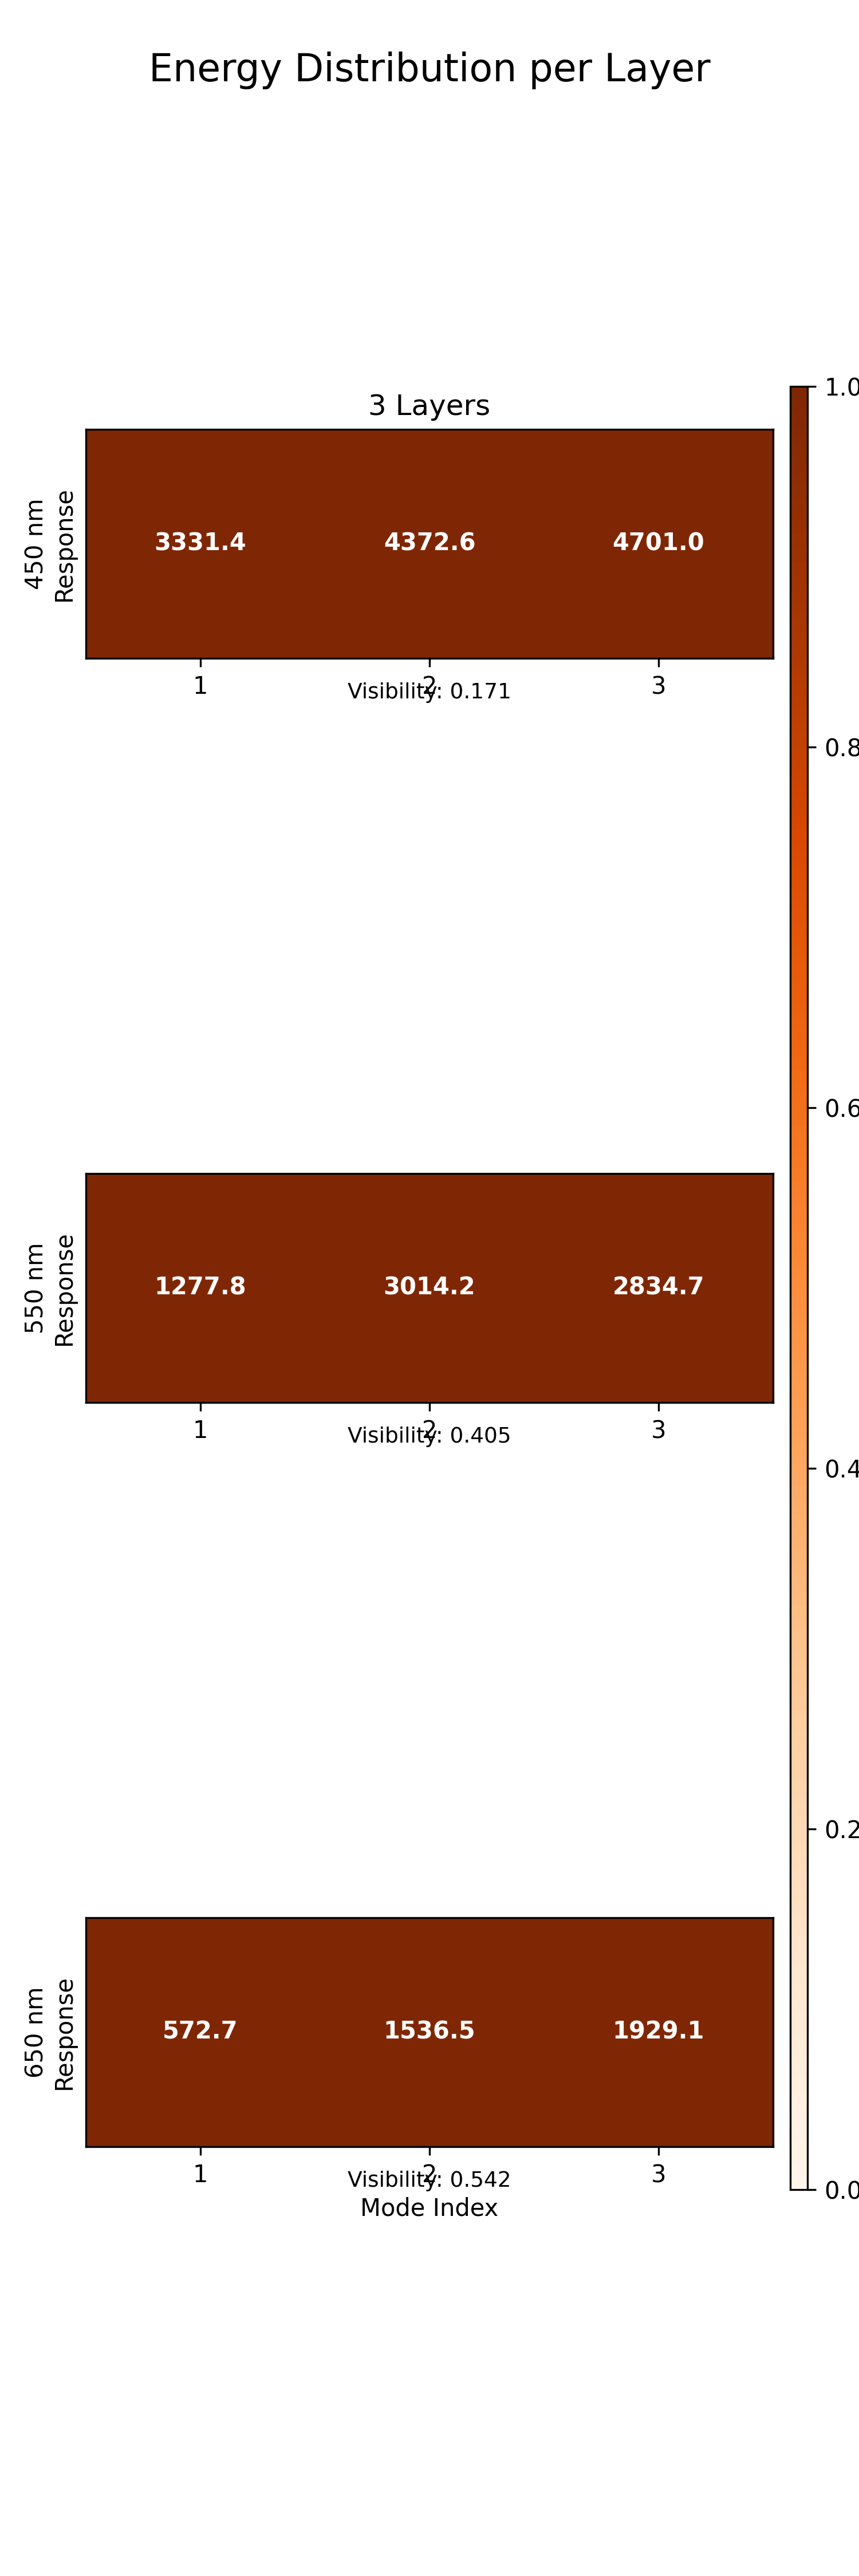 Energy Distribution per Layer
3 Layers
450 nm
Response
3331.4 4372.6 4701.0
1 2 3
Visibility: 0.171
550 nm
Response
1277.8 3014.2 2834.7
1 2 3
Visibility: 0.405
650 nm
Response
572.7 1536.5 1929.1
1 2 3
Visibility: 0.542
Mode Index
1.0
0.8
0.6
0.4
0.2
0.0